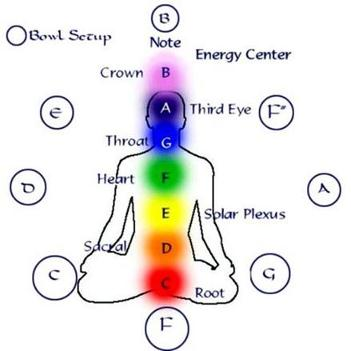 B
Bowl Setup
Note
Energy Center
Crown B
E
A Third Eye
F#
Throat G
Heart F
D
A
E Solar Plexus
Sacral D
C
G
C
Root
F